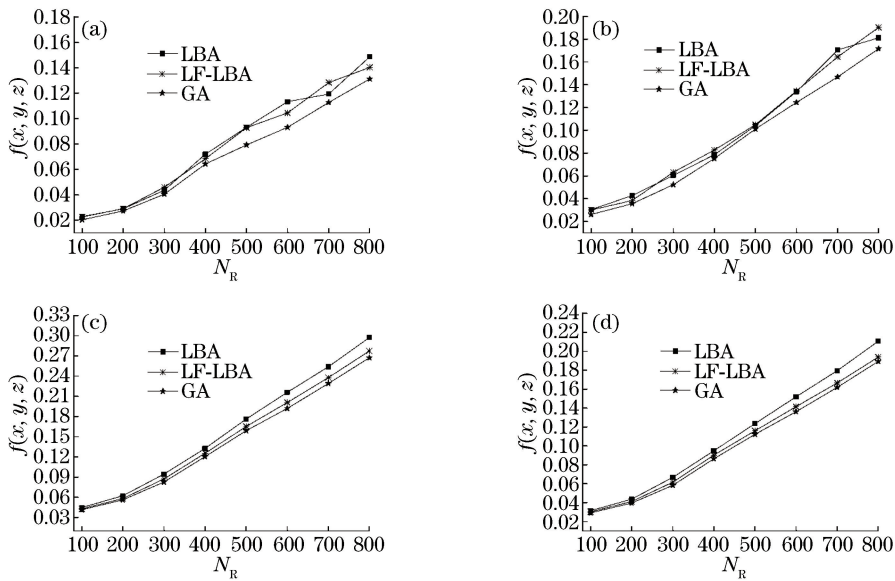 (a)
0.18
0.16
0.14
0.12
0.10
0.08
0.06
0.04
0.02
f(x, y, z)
LBA
LF-LBA
GA
100 200 300 400 500 600 700 800
N_R
(b)
0.20
0.18
0.16
0.14
0.12
0.10
0.08
0.06
0.04
0.02
f(x, y, z)
LBA
LF-LBA
GA
100 200 300 400 500 600 700 800
N_R
(c)
0.33
0.30
0.27
0.24
0.21
0.18
0.15
0.12
0.09
0.06
0.03
f(x, y, z)
LBA
LF-LBA
GA
100 200 300 400 500 600 700 800
N_R
(d)
0.24
0.22
0.20
0.18
0.16
0.14
0.12
0.10
0.08
0.06
0.04
0.02
f(x, y, z)
LBA
LF-LBA
GA
100 200 300 400 500 600 700 800
N_R